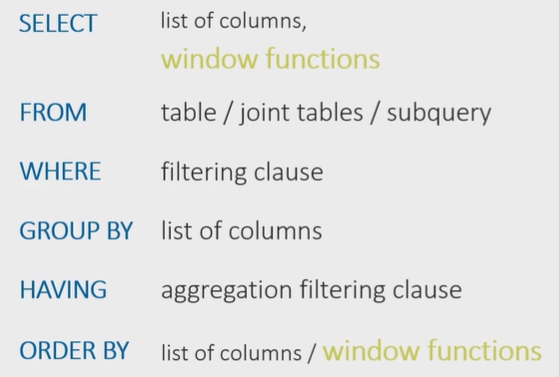 SELECT list of columns,
window functions
FROM table / joint tables / subquery
WHERE filtering clause
GROUP BY list of columns
HAVING aggregation filtering clause
ORDER BY list of columns / window functions